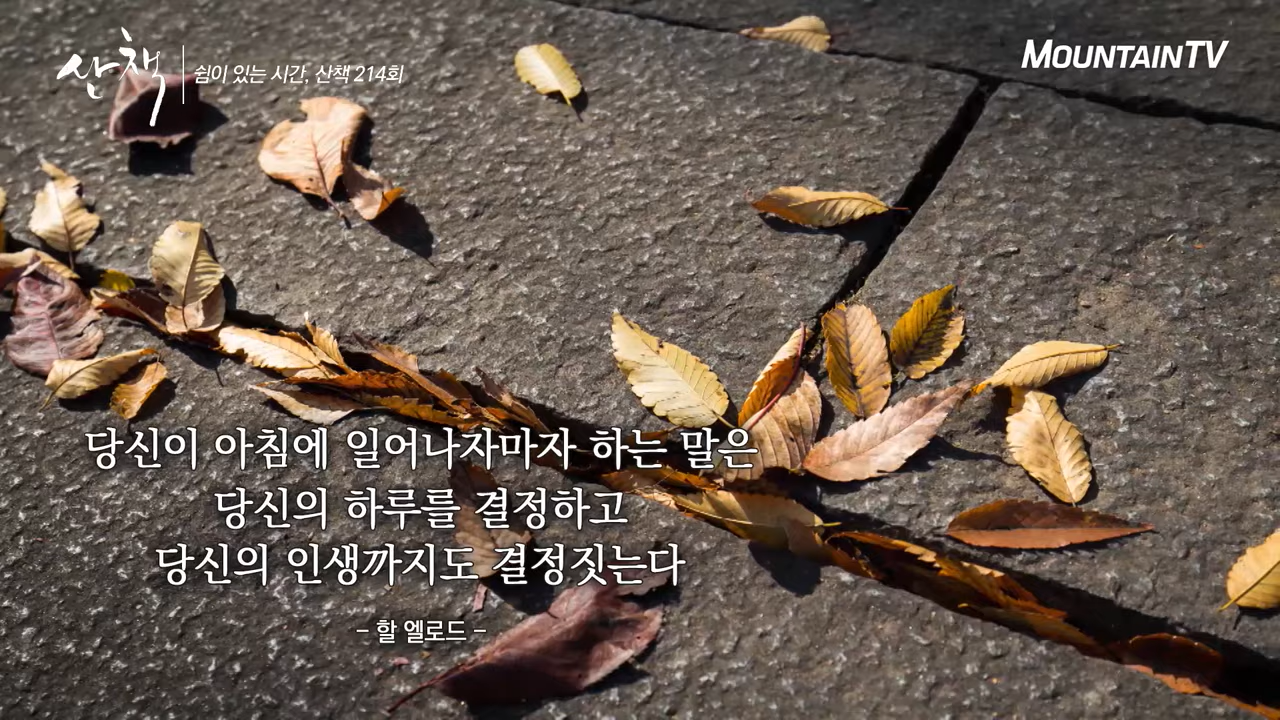 산책
쉼이 있는 시간, 산책 214회
MOUNTAINTV
당신이 아침에 일어나자마자 하는 말은
당신의 하루를 결정하고
당신의 인생까지도 결정짓는다
– 할 엘로드 –